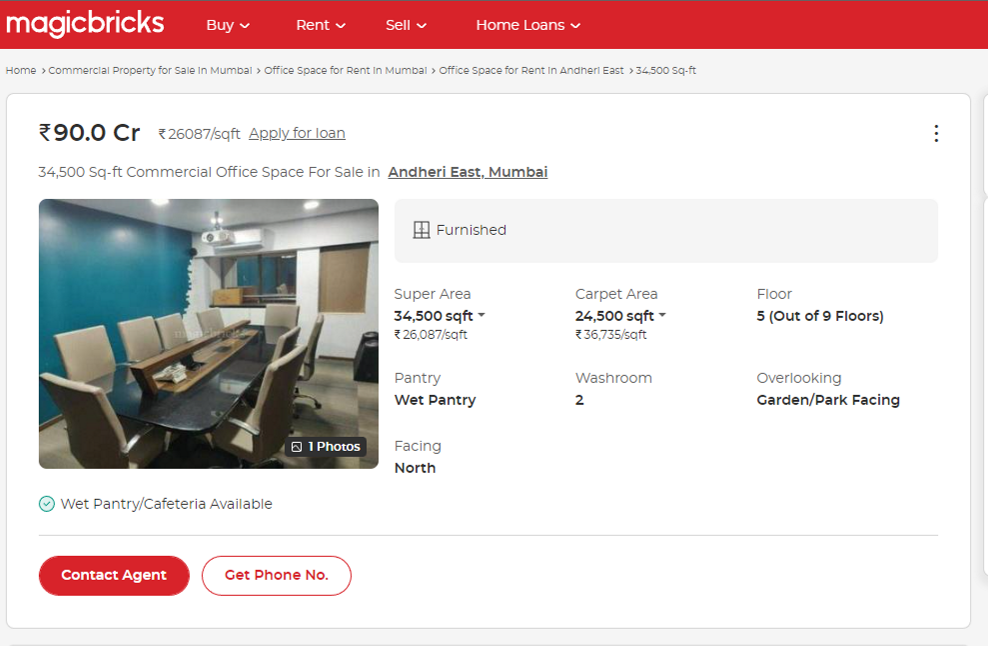 magicbricks Buy Rent Sell Home Loans
Home > Commercial Property for Sale in Mumbai > Office Space for Rent in Mumbai > Office Space for Rent in Andheri East > 34,500 Sq-ft
₹90.0 Cr ₹26087/sqft Apply for loan
34,500 Sq-ft Commercial Office Space For Sale in Andheri East, Mumbai
magicbricks
1 Photos
Furnished
Super Area
34,500 sqft
₹26,087/sqft
Carpet Area
24,500 sqft
₹36,735/sqft
Floor
5 (Out of 9 Floors)
Pantry
Wet Pantry
Washroom
2
Overlooking
Garden/Park Facing
Facing
North
Wet Pantry/Cafeteria Available
Contact Agent
Get Phone No.